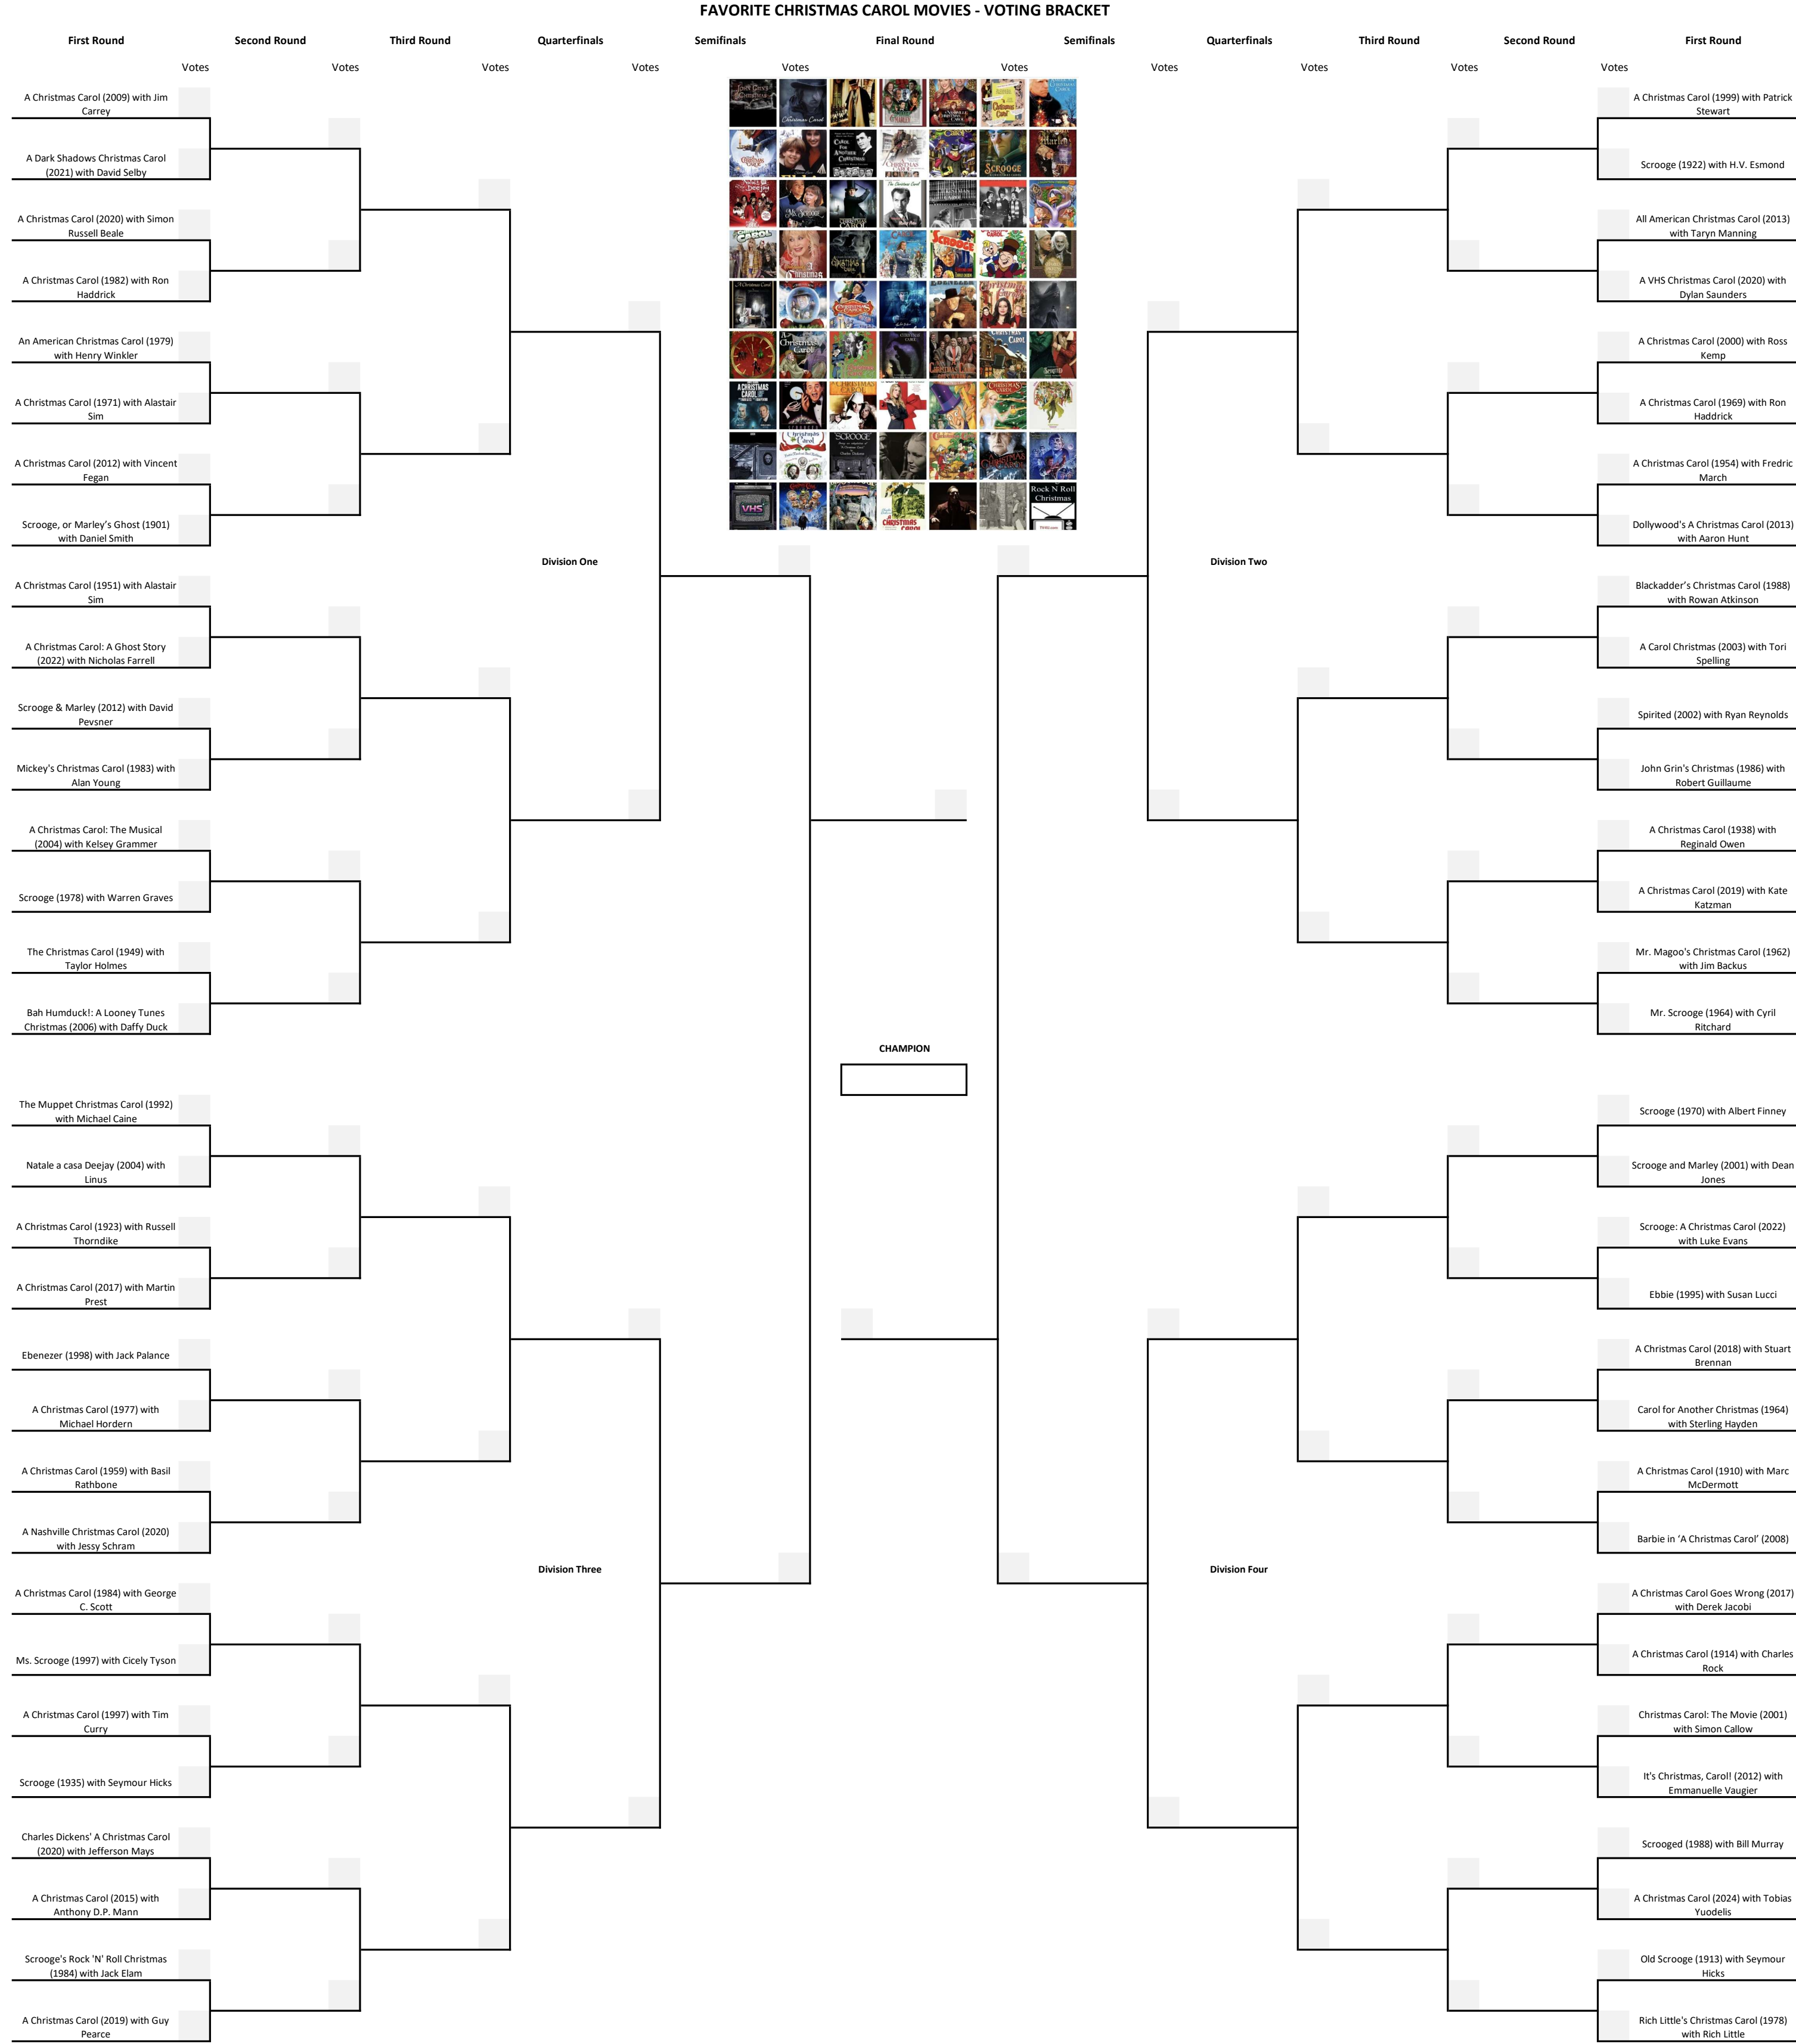 FAVORITE CHRISTMAS CAROL MOVIES - VOTING BRACKET
First Round
Second Round
Third Round
Quarterfinals
Semifinals
Final Round
Semifinals
Quarterfinals
Third Round
Second Round
First Round
Votes
Votes
Votes
Votes
Votes
Votes
Votes
Votes
Votes
Votes
A Christmas Carol (2009) with Jim
Carrey
A Dark Shadows Christmas Carol
(2021) with David Selby
A Christmas Carol (2020) with Simon
Russell Beale
A Christmas Carol (1982) with Ron
Haddrick
An American Christmas Carol (1979)
with Henry Winkler
A Christmas Carol (1971) with Alastair
Sim
A Christmas Carol (2012) with Vincent
Fegan
Scrooge, or Marley’s Ghost (1901)
with Daniel Smith
A Christmas Carol (1951) with Alastair
Sim
A Christmas Carol: A Ghost Story
(2022) with Nicholas Farrell
Scrooge & Marley (2012) with David
Pevsner
Mickey's Christmas Carol (1983) with
Alan Young
A Christmas Carol: The Musical
(2004) with Kelsey Grammer
Scrooge (1978) with Warren Graves
The Christmas Carol (1949) with
Taylor Holmes
Bah Humduck!: A Looney Tunes
Christmas (2006) with Daffy Duck
Division One
VHS
Rock N Roll
Christmas
Division Two
A Christmas Carol (1999) with Patrick
Stewart
Scrooge (1922) with H.V. Esmond
All American Christmas Carol (2013)
with Taryn Manning
A VHS Christmas Carol (2020) with
Dylan Saunders
A Christmas Carol (2000) with Ross
Kemp
A Christmas Carol (1969) with Ron
Haddrick
A Christmas Carol (1954) with Fredric
March
Dollywood's A Christmas Carol (2013)
with Aaron Hunt
Blackadder’s Christmas Carol (1988)
with Rowan Atkinson
A Carol Christmas (2003) with Tori
Spelling
Spirited (2002) with Ryan Reynolds
John Grin's Christmas (1986) with
Robert Guillaume
A Christmas Carol (1938) with
Reginald Owen
A Christmas Carol (2019) with Kate
Katzman
Mr. Magoo's Christmas Carol (1962)
with Jim Backus
Mr. Scrooge (1964) with Cyril
Ritchard
CHAMPION
The Muppet Christmas Carol (1992)
with Michael Caine
Natale a casa Deejay (2004) with
Linus
A Christmas Carol (1923) with Russell
Thorndike
A Christmas Carol (2017) with Martin
Prest
Ebenezer (1998) with Jack Palance
A Christmas Carol (1977) with
Michael Hordern
A Christmas Carol (1959) with Basil
Rathbone
A Nashville Christmas Carol (2020)
with Jessy Schram
A Christmas Carol (1984) with George
C. Scott
Ms. Scrooge (1997) with Cicely Tyson
A Christmas Carol (1997) with Tim
Curry
Scrooge (1935) with Seymour Hicks
Charles Dickens' A Christmas Carol
(2020) with Jefferson Mays
A Christmas Carol (2015) with
Anthony D.P. Mann
Scrooge's Rock 'N' Roll Christmas
(1984) with Jack Elam
A Christmas Carol (2019) with Guy
Pearce
Division Three
Division Four
Scrooge (1970) with Albert Finney
Scrooge and Marley (2001) with Dean
Jones
Scrooge: A Christmas Carol (2022)
with Luke Evans
Ebbie (1995) with Susan Lucci
A Christmas Carol (2018) with Stuart
Brennan
Carol for Another Christmas (1964)
with Sterling Hayden
A Christmas Carol (1910) with Marc
McDermott
Barbie in ‘A Christmas Carol’ (2008)
A Christmas Carol Goes Wrong (2017)
with Derek Jacobi
A Christmas Carol (1914) with Charles
Rock
Christmas Carol: The Movie (2001)
with Simon Callow
It's Christmas, Carol! (2012) with
Emmanuelle Vaugier
Scrooged (1988) with Bill Murray
A Christmas Carol (2024) with Tobias
Yuodelis
Old Scrooge (1913) with Seymour
Hicks
Rich Little's Christmas Carol (1978)
with Rich Little